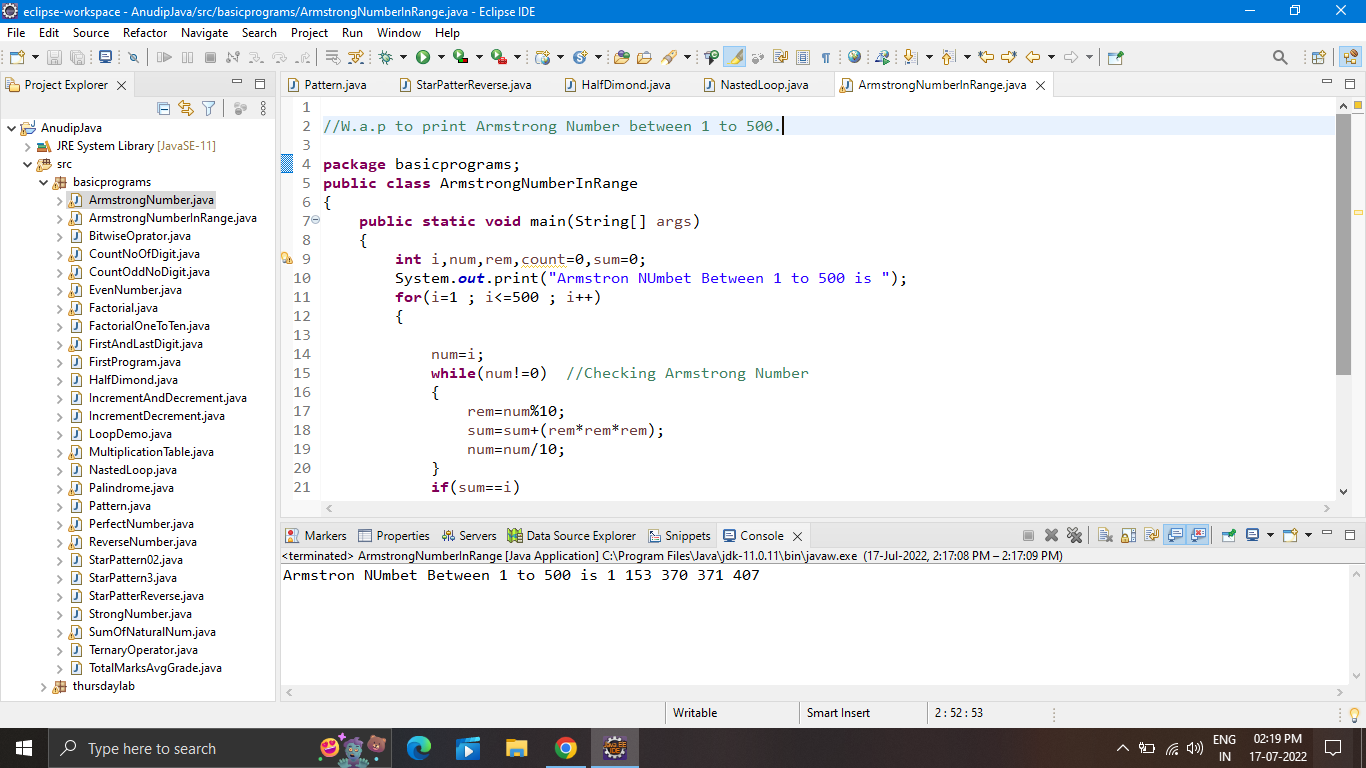 eclipse-workspace - AnudipJava/src/basicprograms/ArmstrongNumberInRange.java - Eclipse IDE
File Edit Source Refactor Navigate Search Project Run Window Help
Project Explorer
Pattern.java StarPatterReverse.java HalfDimond.java NastedLoop.java ArmstrongNumberInRange.java
AnudipJava
JRE System Library [JavaSE-11]
src
basicprograms
ArmstrongNumber.java
ArmstrongNumberInRange.java
BitwiseOprator.java
CountNoOfDigit.java
CountOddNoDigit.java
EvenNumber.java
Factorial.java
FactorialOneToTen.java
FirstAndLastDigit.java
FirstProgram.java
HalfDimond.java
IncrementAndDecrement.java
IncrementDecrement.java
LoopDemo.java
MultiplicationTable.java
NastedLoop.java
Palindrome.java
Pattern.java
PerfectNumber.java
ReverseNumber.java
StarPattern02.java
StarPattern3.java
StarPatterReverse.java
StrongNumber.java
SumOfNaturalNum.java
TernaryOperator.java
TotalMarksAvgGrade.java
thursdaylab
1
2 //W.a.p to print Armstrong Number between 1 to 500.
3
4 package basicprograms;
5 public class ArmstrongNumberInRange
6 {
7 public static void main(String[] args)
8 {
9 int i,num,rem,count=0,sum=0;
10 System.out.print("Armstron NUmbet Between 1 to 500 is ");
11 for(i=1 ; i<=500 ; i++)
12 {
13
14 num=i;
15 while(num!=0) //Checking Armstrong Number
16 {
17 rem=num%10;
18 sum=sum+(rem*rem*rem);
19 num=num/10;
20 }
21 if(sum==i)
Markers Properties Servers Data Source Explorer Snippets Console
<terminated> ArmstrongNumberInRange [Java Application] C:\Program Files\Java\jdk-11.0.11\bin\javaw.exe (17-Jul-2022, 2:17:08 PM – 2:17:09 PM)
Armstron NUmbet Between 1 to 500 is 1 153 370 371 407
Writable Smart Insert 2 : 52 : 53
Type here to search
ENG 02:19 PM
IN 17-07-2022